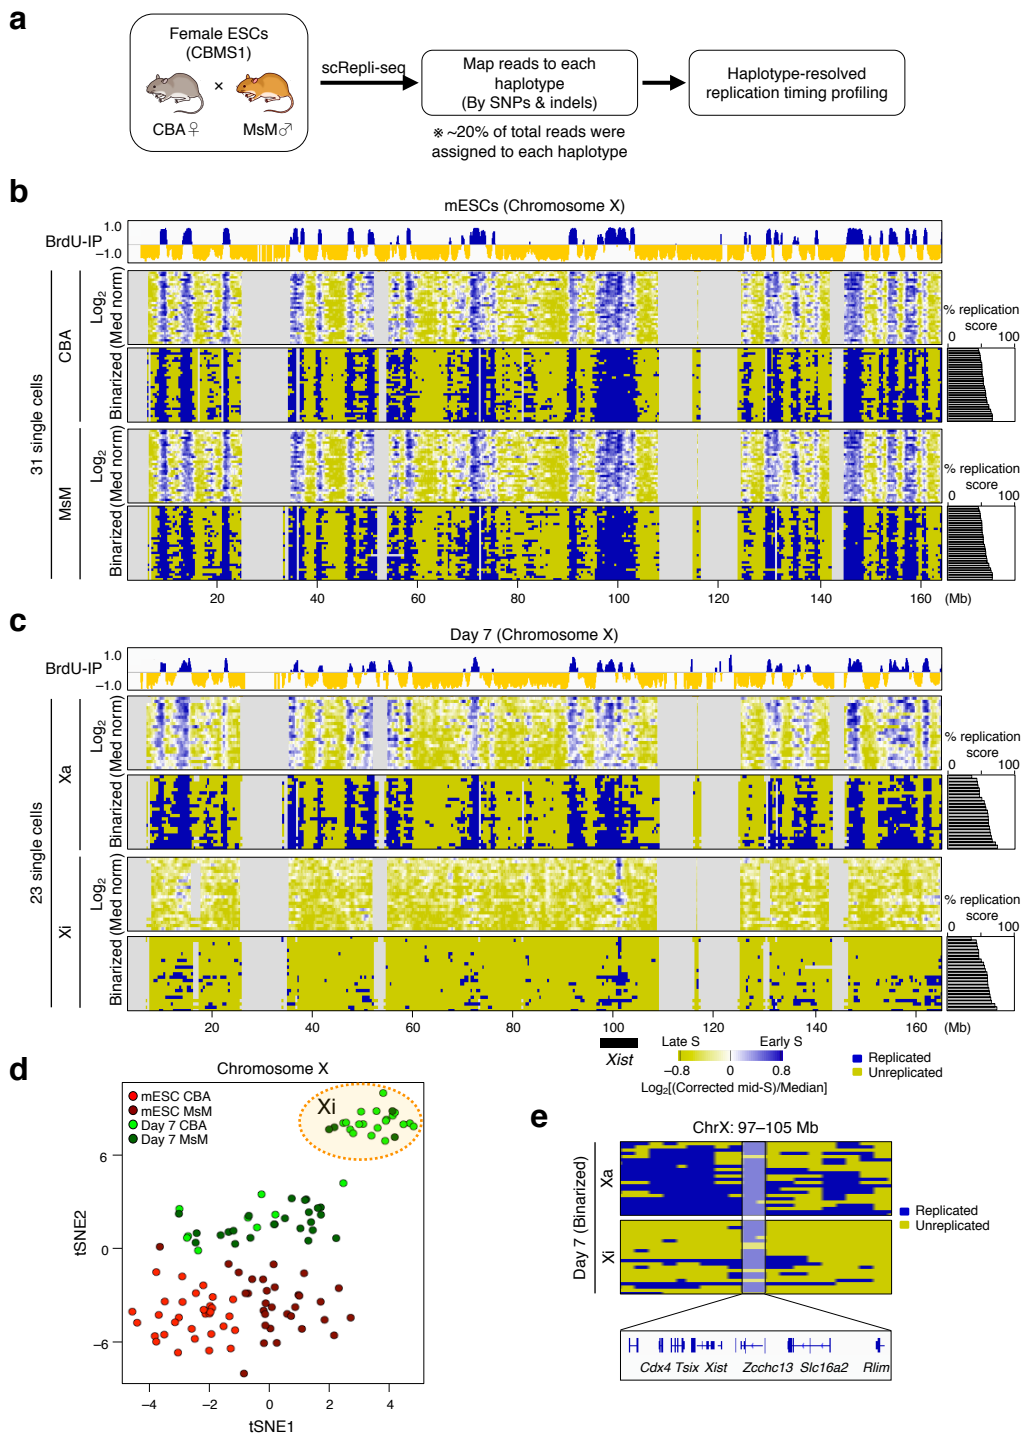 a
Female ESCs
(CBMS1)
×
CBA♀
MsM♂
scRepli-seq
Map reads to each
haplotype
(By SNPs & indels)
Haplotype-resolved
replication timing profiling
※ ~20% of total reads were
assigned to each haplotype
b
mESCs (Chromosome X)
BrdU-IP
1.0
−1.0
31 single cells
CBA
Log2
(Med norm)
Binarized
% replication
score
0 100
MsM
Log2
(Med norm)
Binarized
% replication
score
0 100
20 40 60 80 100 120 140 160 (Mb)
c
Day 7 (Chromosome X)
BrdU-IP
1.0
−1.0
23 single cells
Xa
Log2
(Med norm)
Binarized
% replication
score
0 100
Xi
Log2
(Med norm)
Binarized
% replication
score
0 100
20 40 60 80 100 120 140 160 (Mb)
Xist
Late S Early S
−0.8 0 0.8
Log2[(Corrected mid-S)/Median]
Replicated
Unreplicated
d
Chromosome X
mESC CBA
mESC MsM
Day 7 CBA
Day 7 MsM
Xi
tSNE2
6
0
−6
−4 −2 0 2 4
tSNE1
e
ChrX: 97–105 Mb
Day 7 (Binarized)
Xa
Xi
Replicated
Unreplicated
Cdx4 Tsix Xist Zcchc13 Slc16a2 Rlim